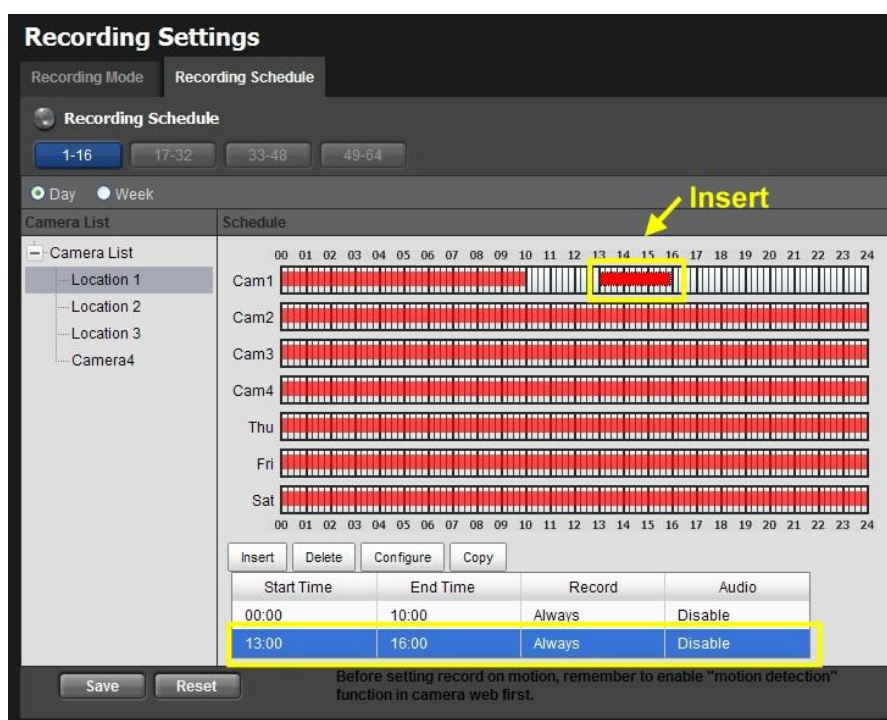 Recording Settings
Recording Mode Recording Schedule
Recording Schedule
1-16 17-32 33-48 49-64
Day Week
Insert
Camera List Schedule
Camera List
Location 1
Location 2
Location 3
Camera4
00 01 02 03 04 05 06 07 08 09 10 11 12 13 14 15 16 17 18 19 20 21 22 23 24
Cam1
Cam2
Cam3
Cam4
Thu
Fri
Sat
00 01 02 03 04 05 06 07 08 09 10 11 12 13 14 15 16 17 18 19 20 21 22 23 24
Insert Delete Configure Copy
Start Time End Time Record Audio
00:00 10:00 Always Disable
13:00 16:00 Always Disable
Save Reset
Before setting record on motion, remember to enable "motion detection"
function in camera web first.